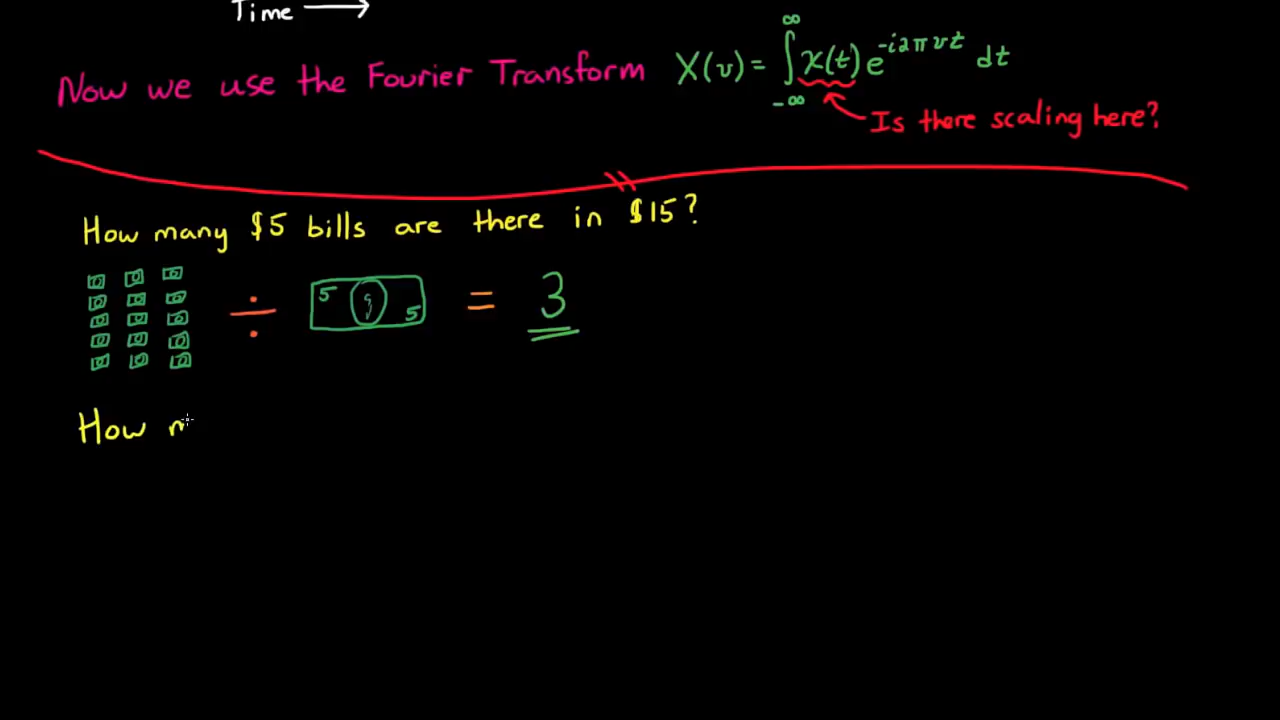 Time →
Now we use the Fourier Transform X(ν) = ∫_{-∞}^{∞} x(t) e^{-i2πνt} dt
Is there scaling here?
How many $5 bills are there in $15?
÷ 5 5 = 3
How m